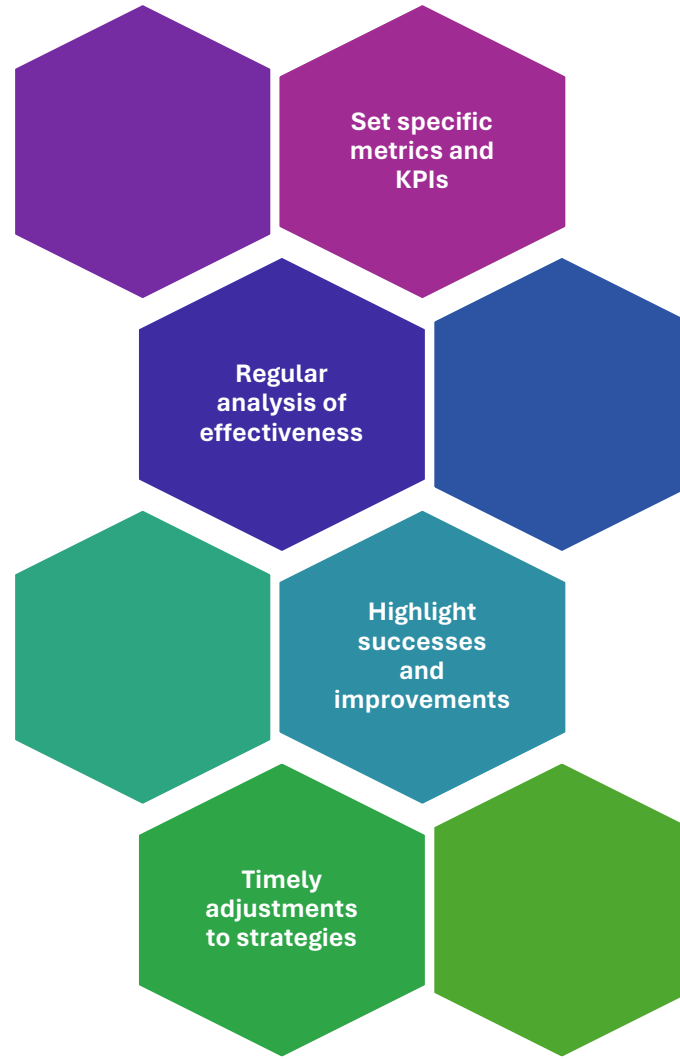 Set specific
metrics and
KPIs
Regular
analysis of
effectiveness
Highlight
successes
and
improvements
Timely
adjustments
to strategies